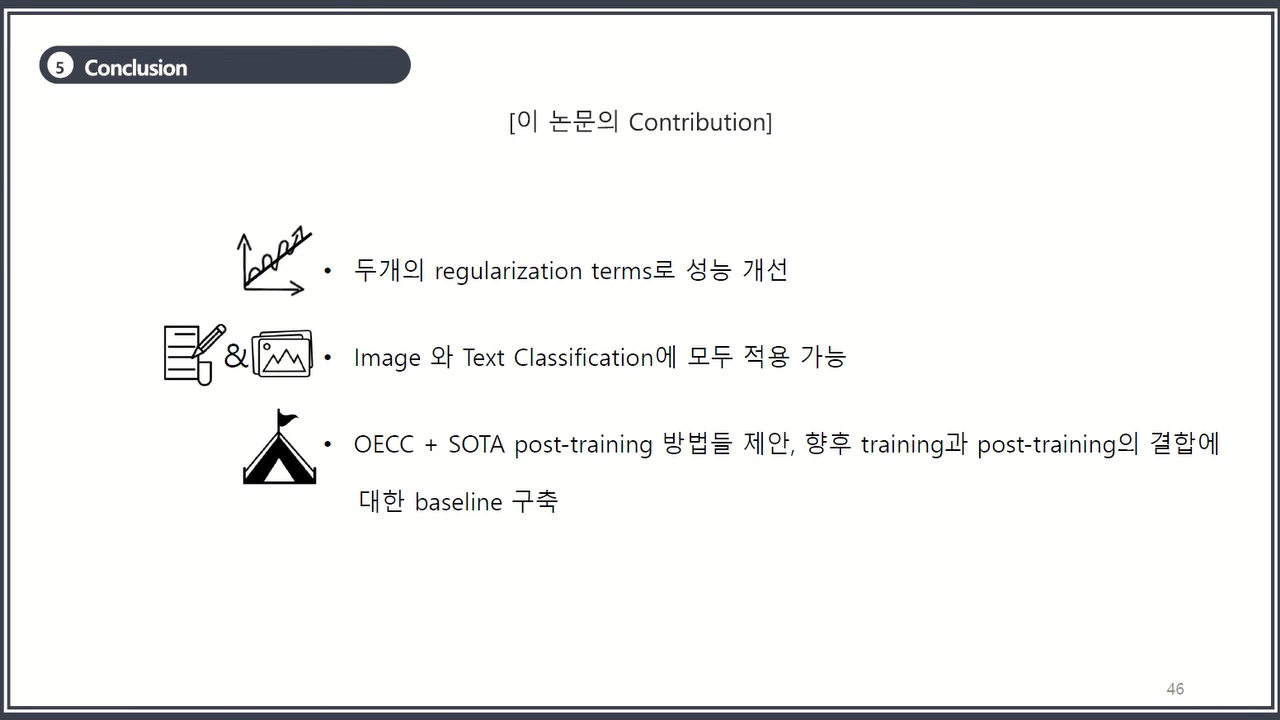 5 Conclusion
[이 논문의 Contribution]
• 두개의 regularization terms로 성능 개선
& • Image 와 Text Classification에 모두 적용 가능
• OECC + SOTA post-training 방법들 제안, 향후 training과 post-training의 결합에
대한 baseline 구축
46